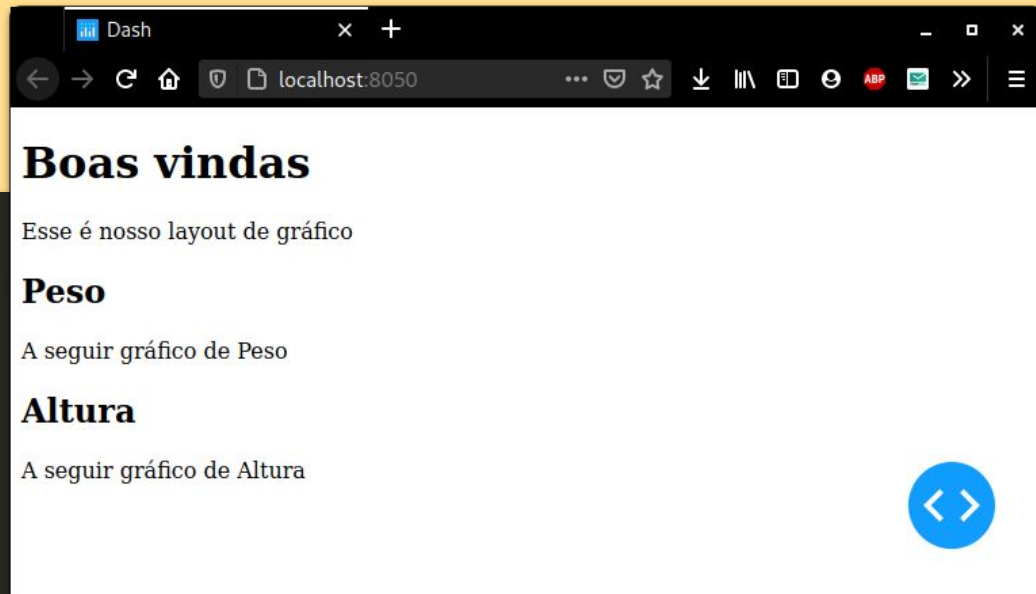 Dash
localhost:8050
ABP
Boas vindas
Esse é nosso layout de gráfico
Peso
A seguir gráfico de Peso
Altura
A seguir gráfico de Altura